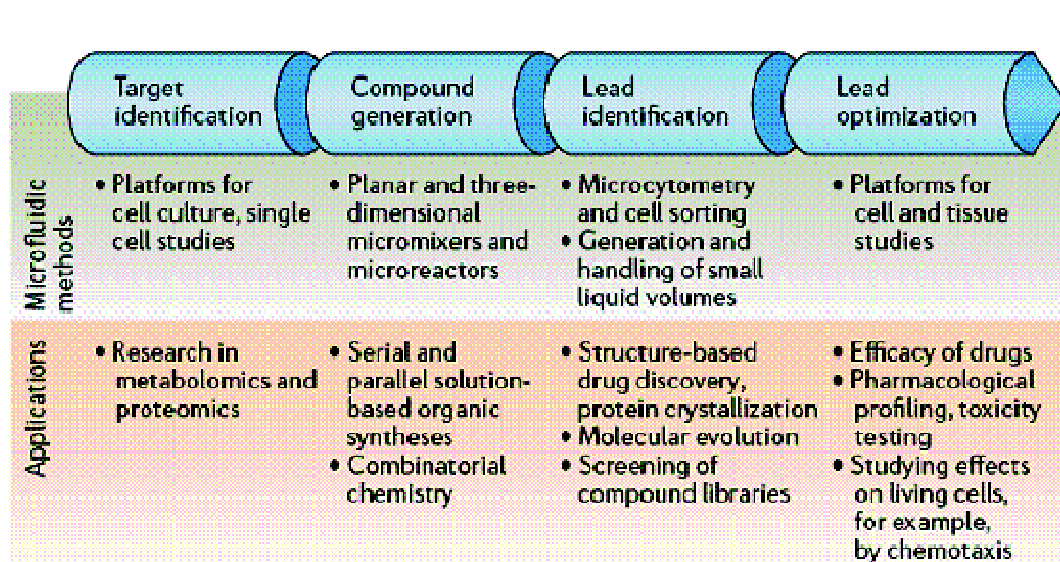 Target
identification
Compound
generation
Lead
identification
Lead
optimization
Microfluidic
methods
• Platforms for
cell culture, single
cell studies
• Planar and three-
dimensional
micromixers and
microreactors
• Microcytometry
and cell sorting
• Generation and
handling of small
liquid volumes
• Platforms for
cell and tissue
studies
Applications
• Research in
metabolomics and
proteomics
• Serial and
parallel solution-
based organic
syntheses
• Combinatorial
chemistry
• Structure-based
drug discovery,
protein crystallization
• Molecular evolution
• Screening of
compound libraries
• Efficacy of drugs
• Pharmacological
profiling, toxicity
testing
• Studying effects
on living cells,
for example,
by chemotaxis